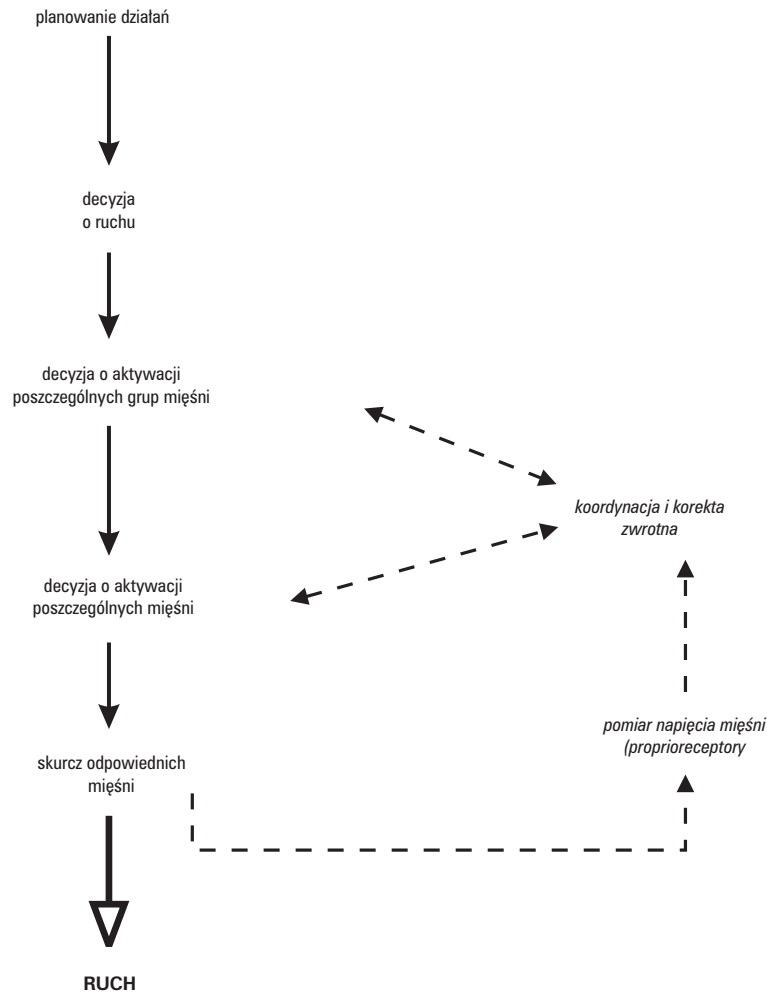 planowanie działań
decyzja
o ruchu
decyzja o aktywacji
poszczególnych grup mięśni
koordynacja i korekta
zwrotna
decyzja o aktywacji
poszczególnych mięśni
pomiar napięcia mięśni
(proprioreceptory
skurcz odpowiednich
mięśni
RUCH